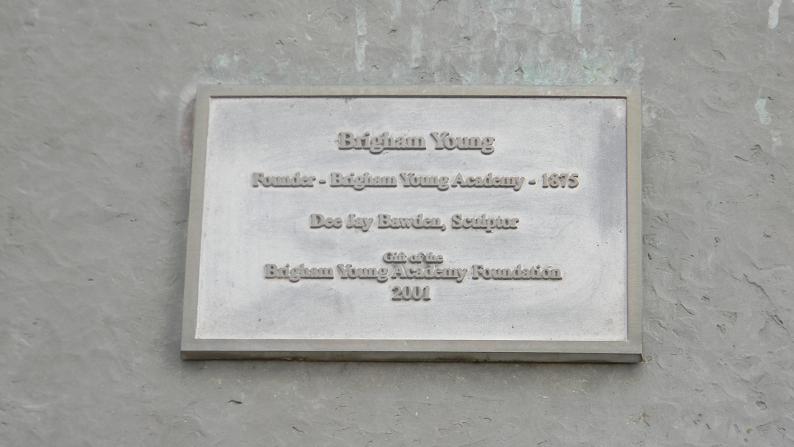 Brigham Young
Founder - Brigham Young Academy - 1875
Dee Jay Bawden, Sculptor
Gift of the
Brigham Young Academy Foundation
2001